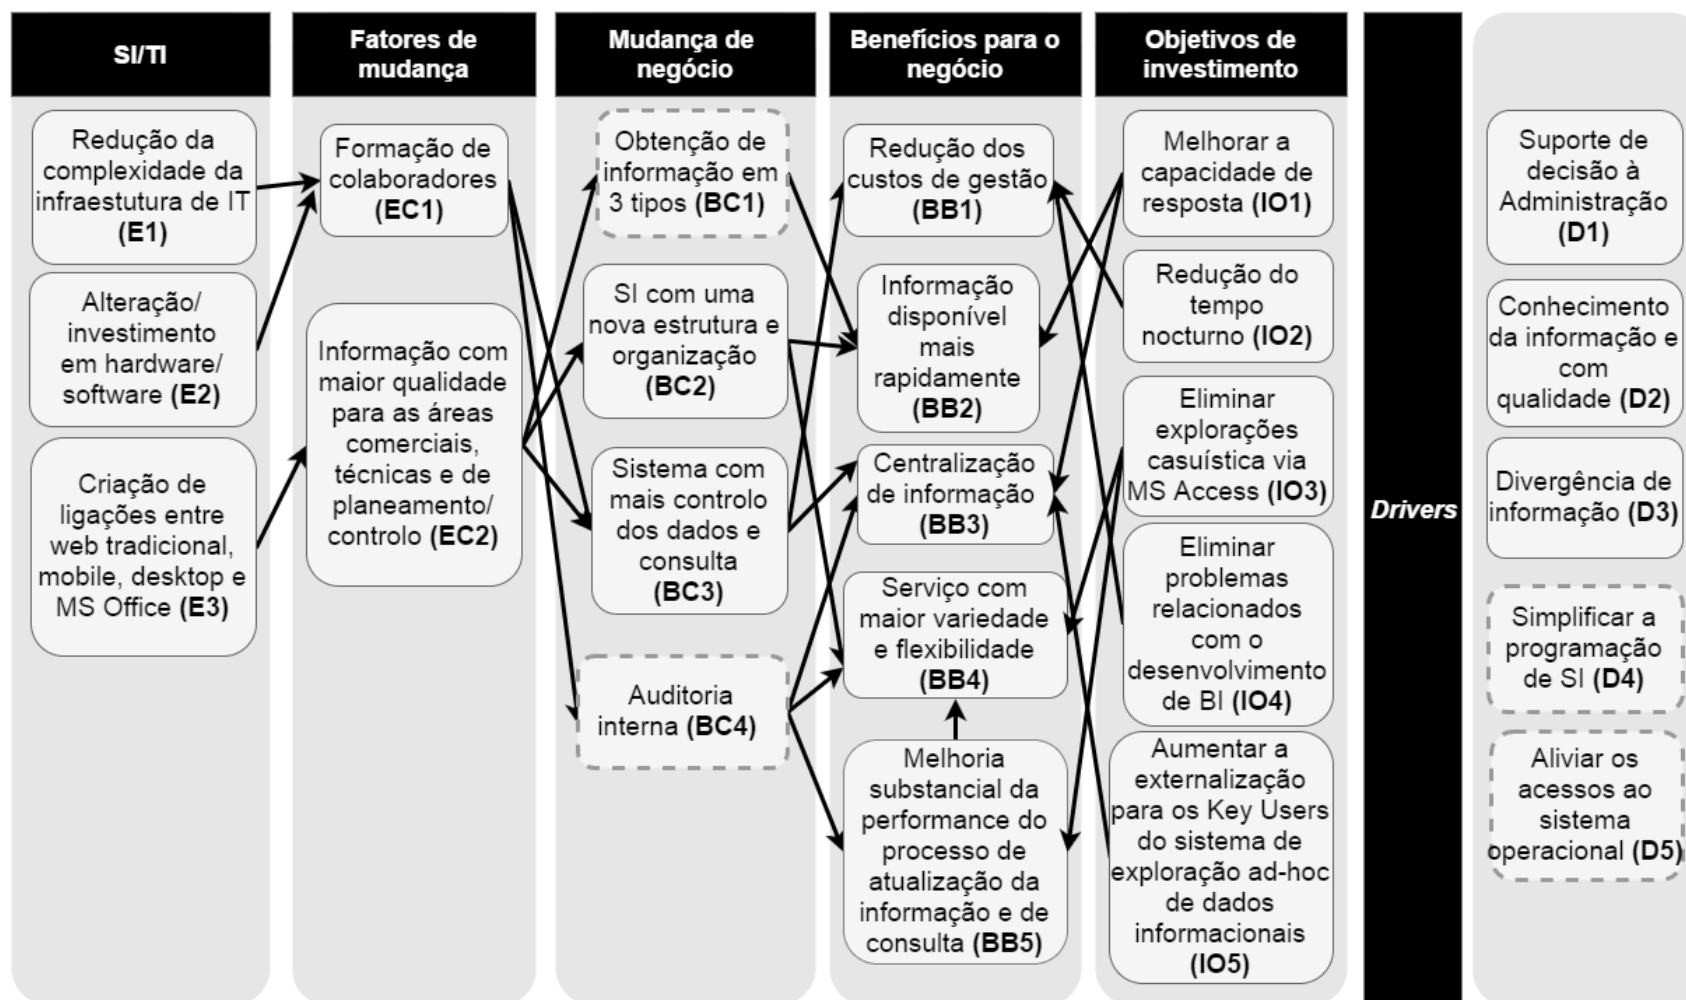 SI/TI
Redução da
complexidade da
infraestutura de IT
(E1)
Alteração/
investimento
em hardware/
software (E2)
Criação de
ligações entre
web tradicional,
mobile, desktop e
MS Office (E3)
Fatores de
mudança
Formação de
colaboradores
(EC1)
Informação com
maior qualidade
para as áreas
comerciais,
técnicas e de
planeamento/
controlo (EC2)
Mudança de
negócio
Obtenção de
informação em
3 tipos (BC1)
SI com uma
nova estrutura e
organização
(BC2)
Sistema com
mais controlo
dos dados e
consulta
(BC3)
Auditoria
interna (BC4)
Benefícios para o
negócio
Redução dos
custos de gestão
(BB1)
Informação
disponível
mais
rapidamente
(BB2)
Centralização
de informação
(BB3)
Serviço com
maior variedade
e flexibilidade
(BB4)
Melhoria
substancial da
performance do
processo de
atualização da
informação e de
consulta (BB5)
Objetivos de
investimento
Melhorar a
capacidade de
resposta (IO1)
Redução do
tempo
nocturno (IO2)
Eliminar
explorações
casuística via
MS Access (IO3)
Eliminar
problemas
relacionados
com o
desenvolvimento
de BI (IO4)
Aumentar a
externalização
para os Key Users
do sistema de
exploração ad-hoc
de dados
informacionais
(IO5)
Drivers
Suporte de
decisão à
Administração
(D1)
Conhecimento
da informação e
com
qualidade (D2)
Divergência de
informação (D3)
Simplificar a
programação
de SI (D4)
Aliviar os
acessos ao
sistema
operacional (D5)